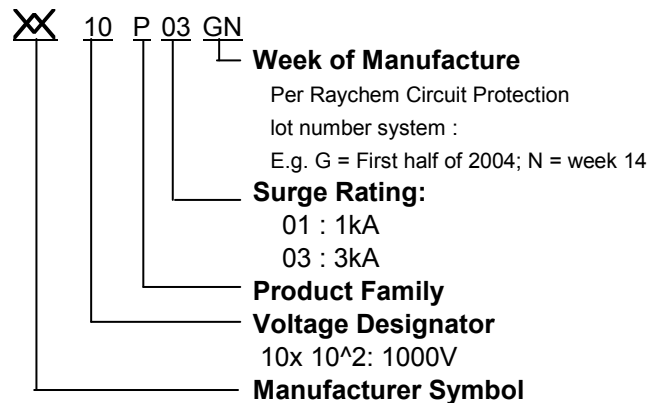 XX 10 P 03 GN
Week of Manufacture
Per Raychem Circuit Protection
lot number system :
E.g. G = First half of 2004; N = week 14
Surge Rating:
01 : 1kA
03 : 3kA
Product Family
Voltage Designator
10x 10^2: 1000V
Manufacturer Symbol